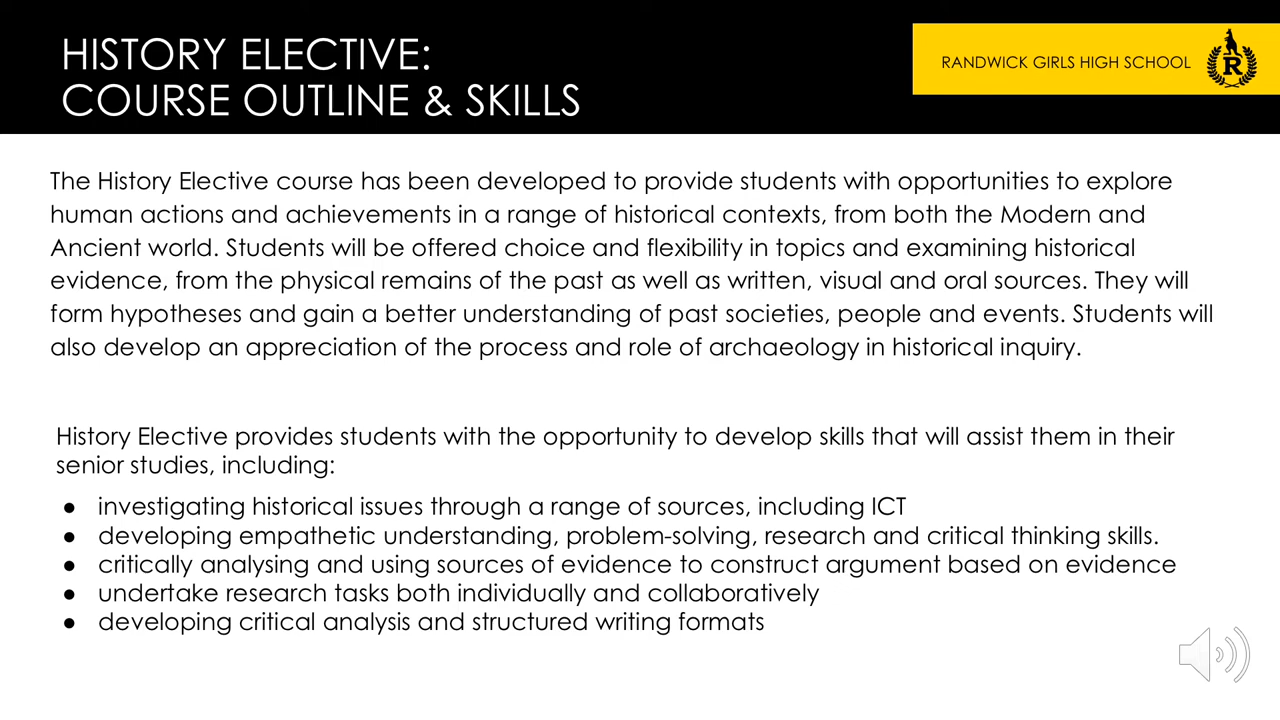 HISTORY ELECTIVE:
COURSE OUTLINE & SKILLS
RANDWICK GIRLS HIGH SCHOOL
R
The History Elective course has been developed to provide students with opportunities to explore
human actions and achievements in a range of historical contexts, from both the Modern and
Ancient world. Students will be offered choice and flexibility in topics and examining historical
evidence, from the physical remains of the past as well as written, visual and oral sources. They will
form hypotheses and gain a better understanding of past societies, people and events. Students will
also develop an appreciation of the process and role of archaeology in historical inquiry.
History Elective provides students with the opportunity to develop skills that will assist them in their
senior studies, including:
● investigating historical issues through a range of sources, including ICT
● developing empathetic understanding, problem-solving, research and critical thinking skills.
● critically analysing and using sources of evidence to construct argument based on evidence
● undertake research tasks both individually and collaboratively
● developing critical analysis and structured writing formats